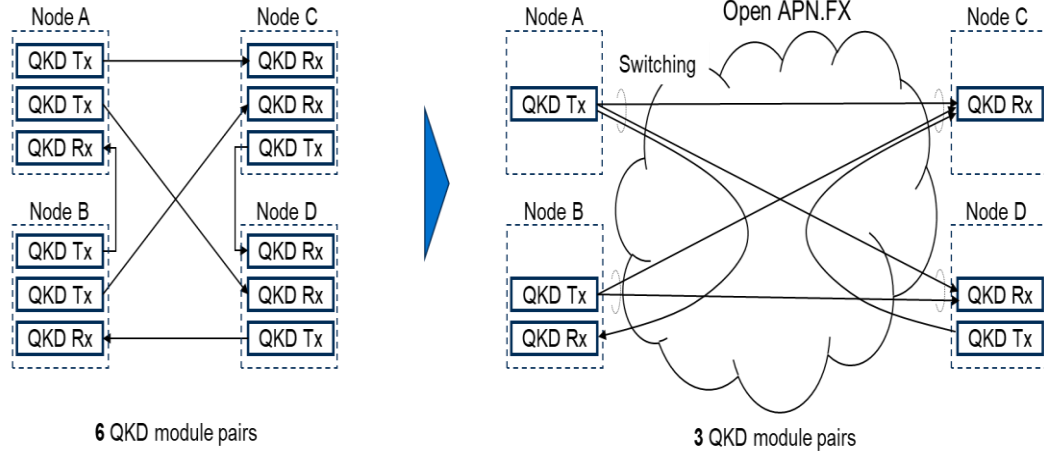 Node A
QKD Tx
QKD Tx
QKD Rx
Node B
QKD Tx
QKD Tx
QKD Rx
Node C
QKD Rx
QKD Rx
QKD Tx
Node D
QKD Rx
QKD Rx
QKD Tx
6 QKD module pairs
Open APN.FX
Switching
Node A
QKD Tx
Node B
QKD Tx
QKD Rx
Node C
QKD Rx
Node D
QKD Rx
QKD Tx
3 QKD module pairs